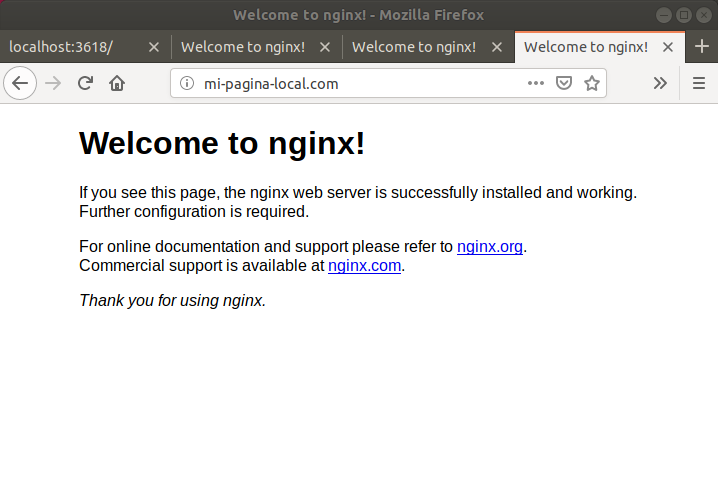 Welcome to nginx! - Mozilla Firefox
localhost:3618/ Welcome to nginx! Welcome to nginx! Welcome to nginx!
mi-pagina-local.com
Welcome to nginx!
If you see this page, the nginx web server is successfully installed and working.
Further configuration is required.
For online documentation and support please refer to nginx.org.
Commercial support is available at nginx.com.
Thank you for using nginx.